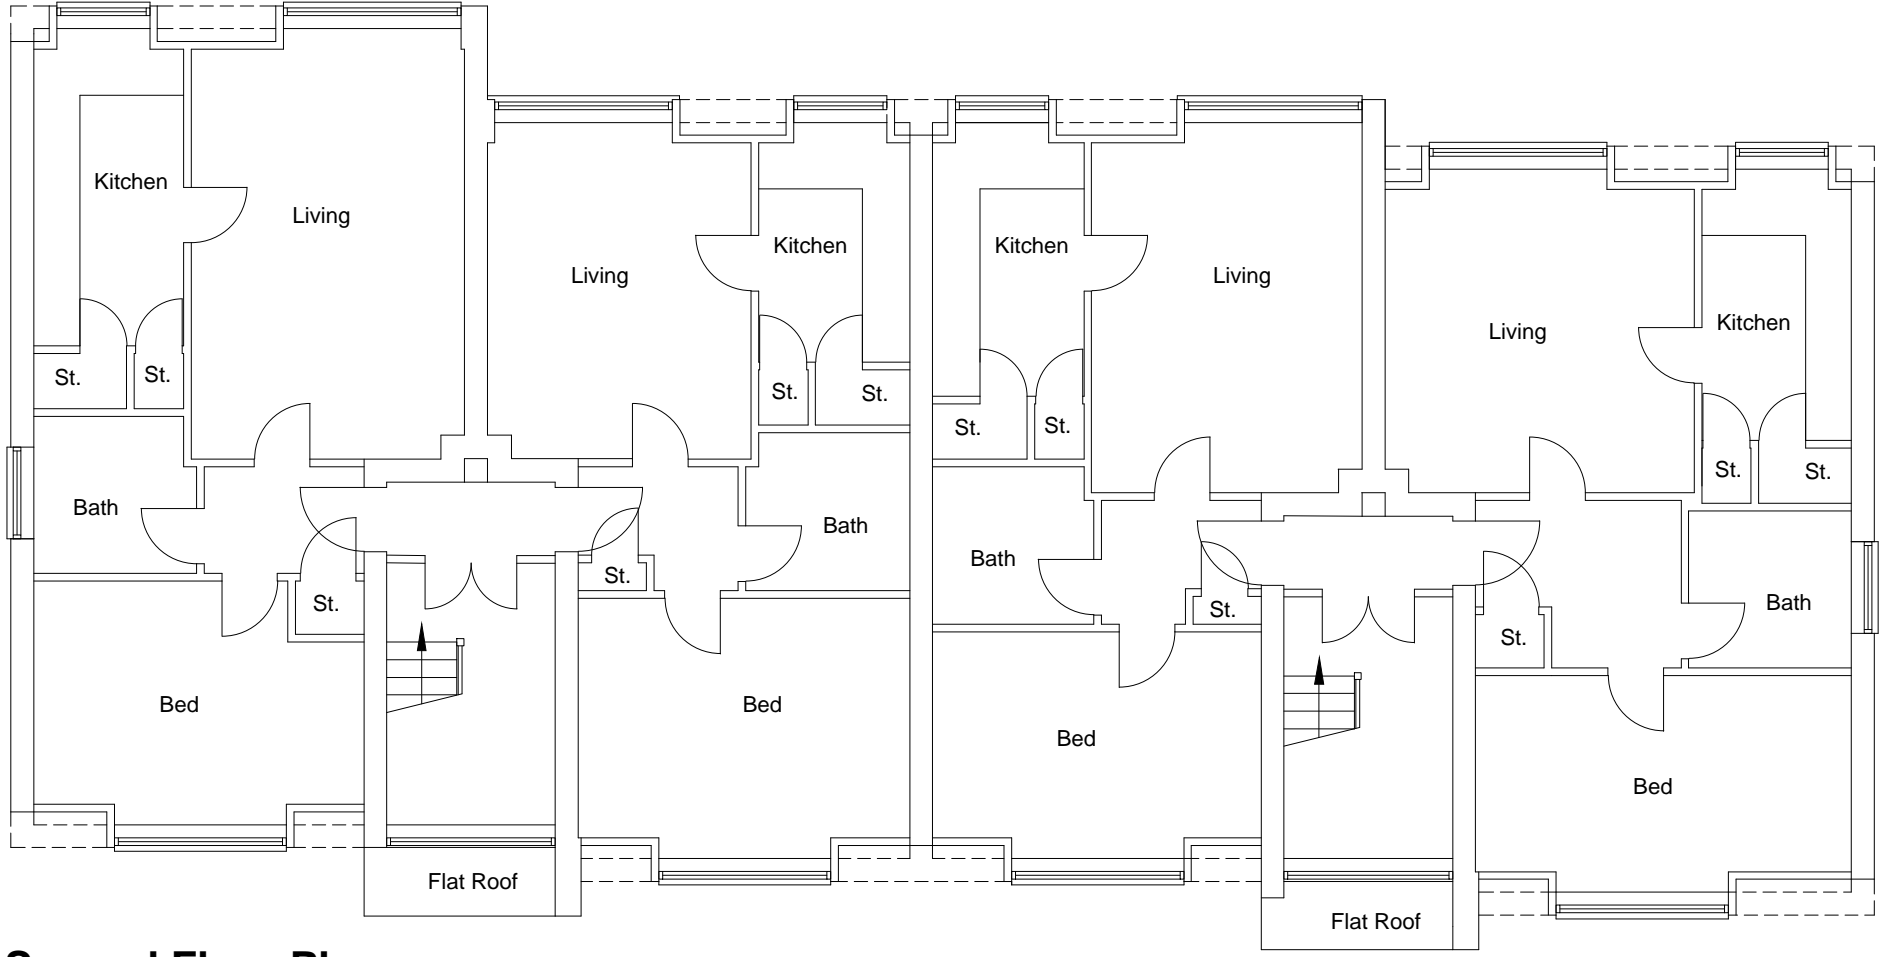 Kitchen
Living
St.
St.
Bath
St.
Bed
Living
Kitchen
St.
St.
Bath
St.
Bed
Flat Roof
Kitchen
Living
St.
St.
Bath
St.
Bed
Living
Kitchen
St.
St.
Bath
St.
Bed
Flat Roof